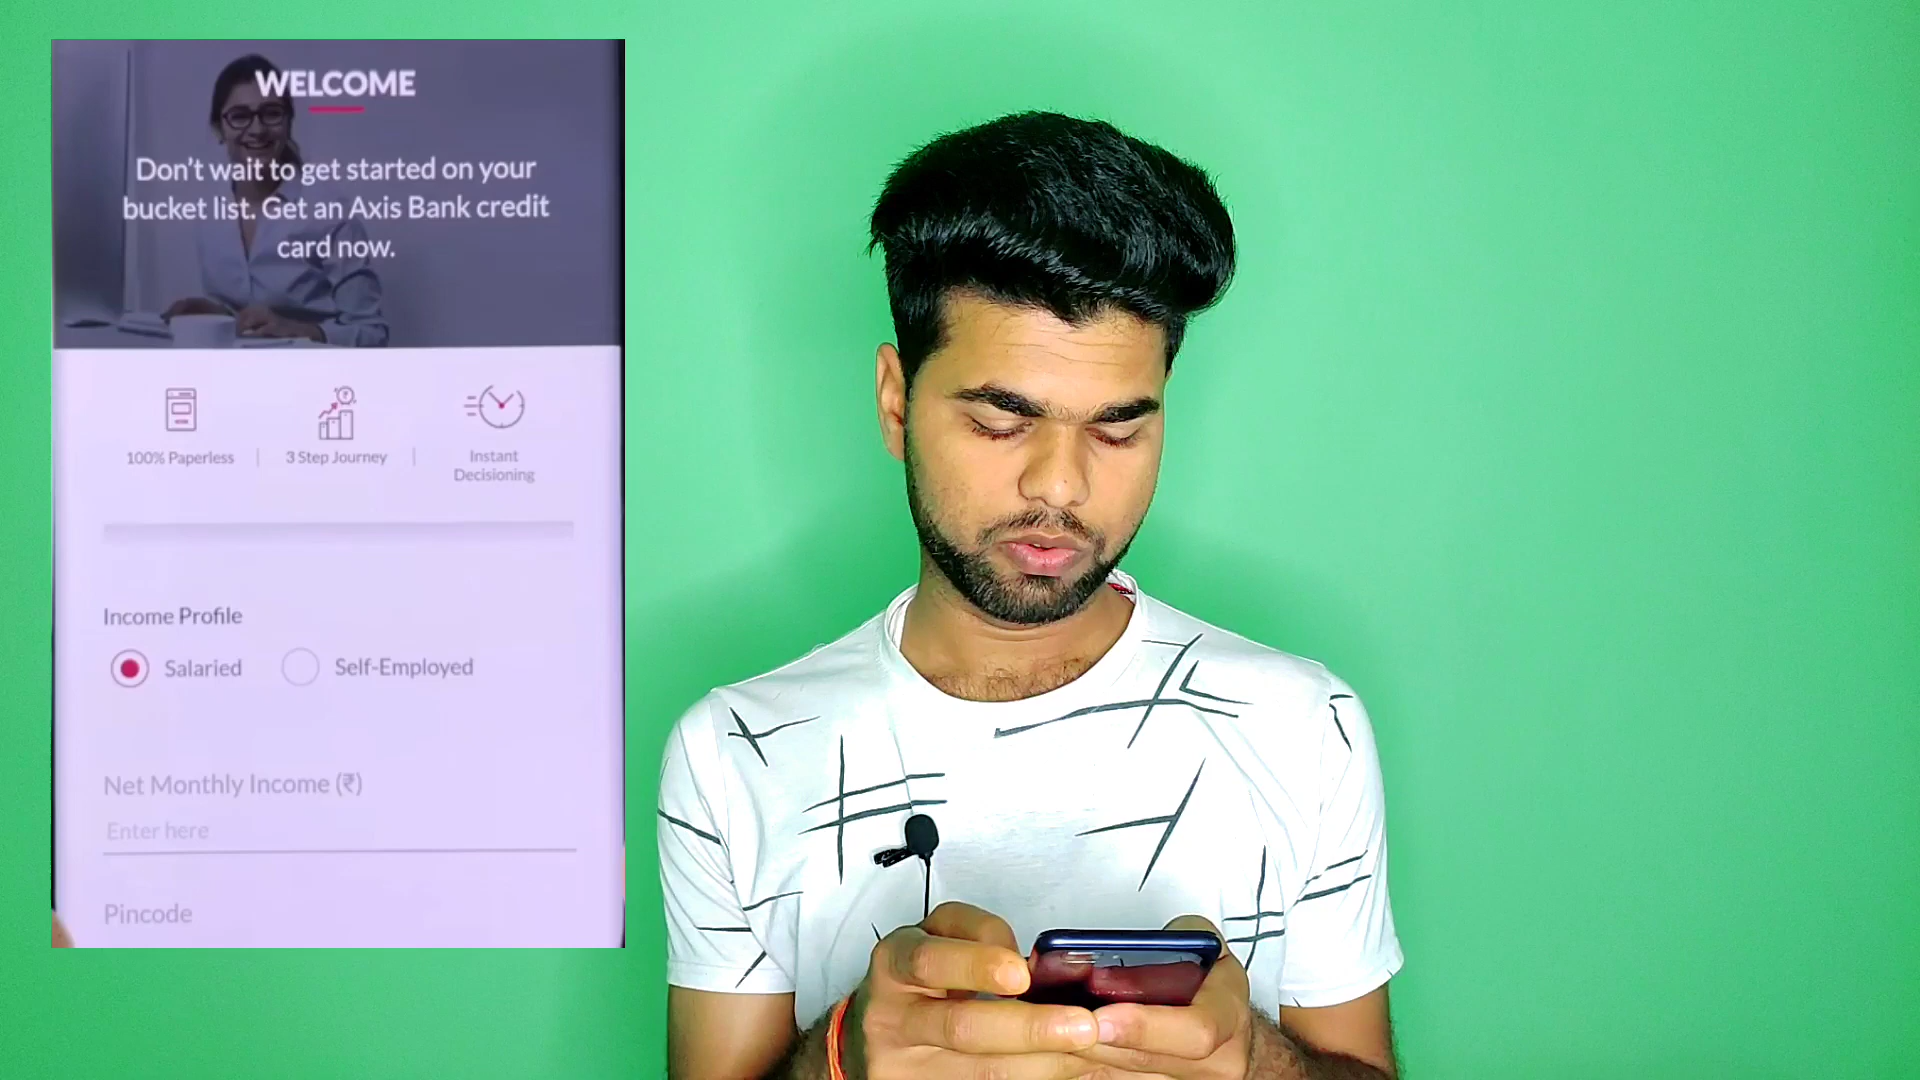 WELCOME
Don't wait to get started on your
bucket list. Get an Axis Bank credit
card now.
100% Paperless
3 Step Journey
Instant
Decisioning
Income Profile
Salaried
Self-Employed
Net Monthly Income (₹)
Enter here
Pincode